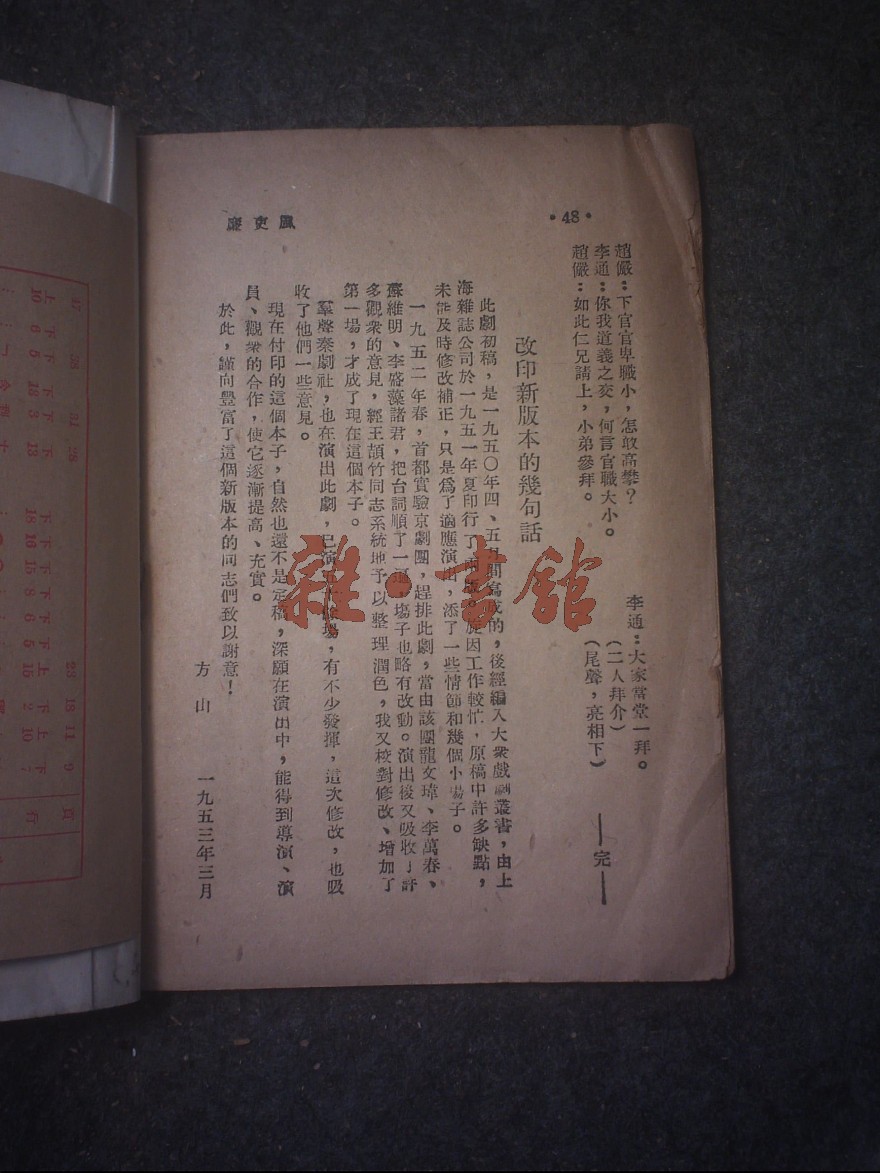 •48•
廉吏風
趙儼：下官官卑職小，怎敢高攀？
李通：你我道義之交，何言官職大小。
趙儼：如此仁兄請上，小弟參拜。
李通：大家當堂一拜。
（二人拜介）
（尾聲，亮相下）
——完——
改印新版本的幾句話
此劇初稿，是一九五〇年四、五月間寫成的，後經編入大衆戲劇叢書，由上
海雜誌公司於一九五一年夏印行了兩版。旋因工作較忙，原稿中許多缺點，
未能及時修改補正，只是爲了適應演出，添了一些情節和幾個小場子。
一九五二年春，首都實驗京劇團，趕排此劇，當由該團龍文瑋、李萬春、
蘇維明、李盛藻諸君，把台詞順了一遍，場子也略有改動。演出後又吸收了許
多觀衆的意見，經王頡竹同志系統地予以整理潤色，我又校對修改、增加了
第一場，才成了現在這個本子。
羣聲秦劇社，也在演出此劇，已演五十餘場，有不少發揮，這次修改，也吸
收了他們一些意見。
現在付印的這個本子，自然也還不是定稿，深願在演出中，能得到導演、演
員、觀衆的合作，使它逐漸提高、充實。
於此，謹向豐富了這個新版本的同志們致以謝意！
方山
一九五三年三月
雜·書館
頁
行